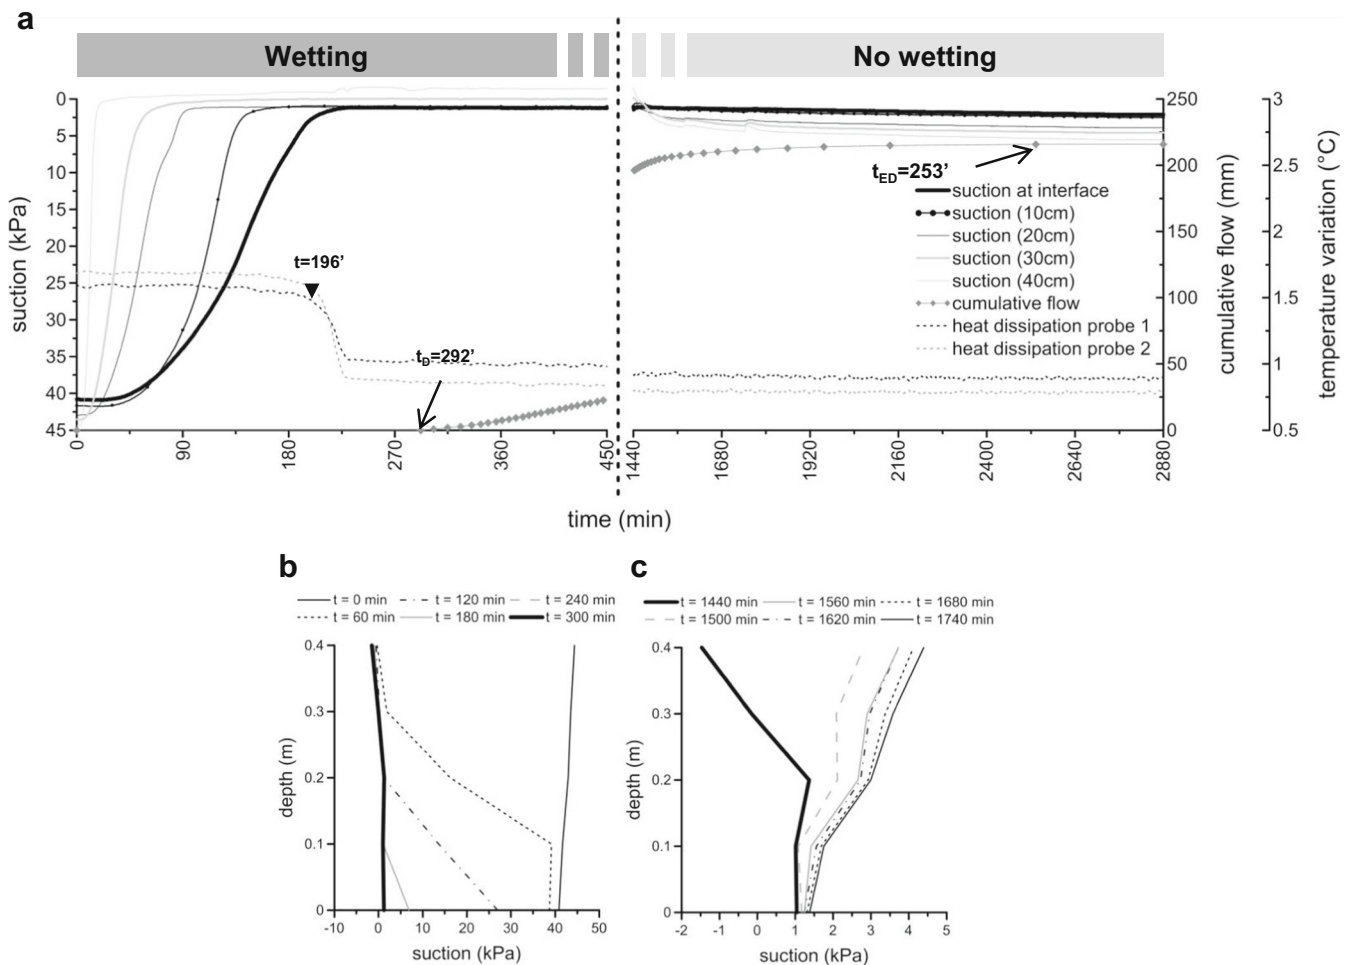 a
Wetting
No wetting
0
5
10
15
20
25
30
35
40
45
suction (kPa)
t=196'
t_D=292'
t_ED=253'
suction at interface
suction (10cm)
suction (20cm)
suction (30cm)
suction (40cm)
cumulative flow
heat dissipation probe 1
heat dissipation probe 2
250
200
150
100
50
0
cumulative flow (mm)
3
2.5
2
1.5
1
0.5
temperature variation (°C)
0 90 180 270 360 450 1440 1680 1920 2160 2400 2640 2880
time (min)
b
t = 0 min t = 120 min t = 240 min
t = 60 min t = 180 min t = 300 min
0.4
0.3
0.2
0.1
0
depth (m)
-10 0 10 20 30 40 50
suction (kPa)
c
t = 1440 min t = 1560 min t = 1680 min
t = 1500 min t = 1620 min t = 1740 min
0.4
0.3
0.2
0.1
0
depth (m)
-2 -1 0 1 2 3 4 5
suction (kPa)